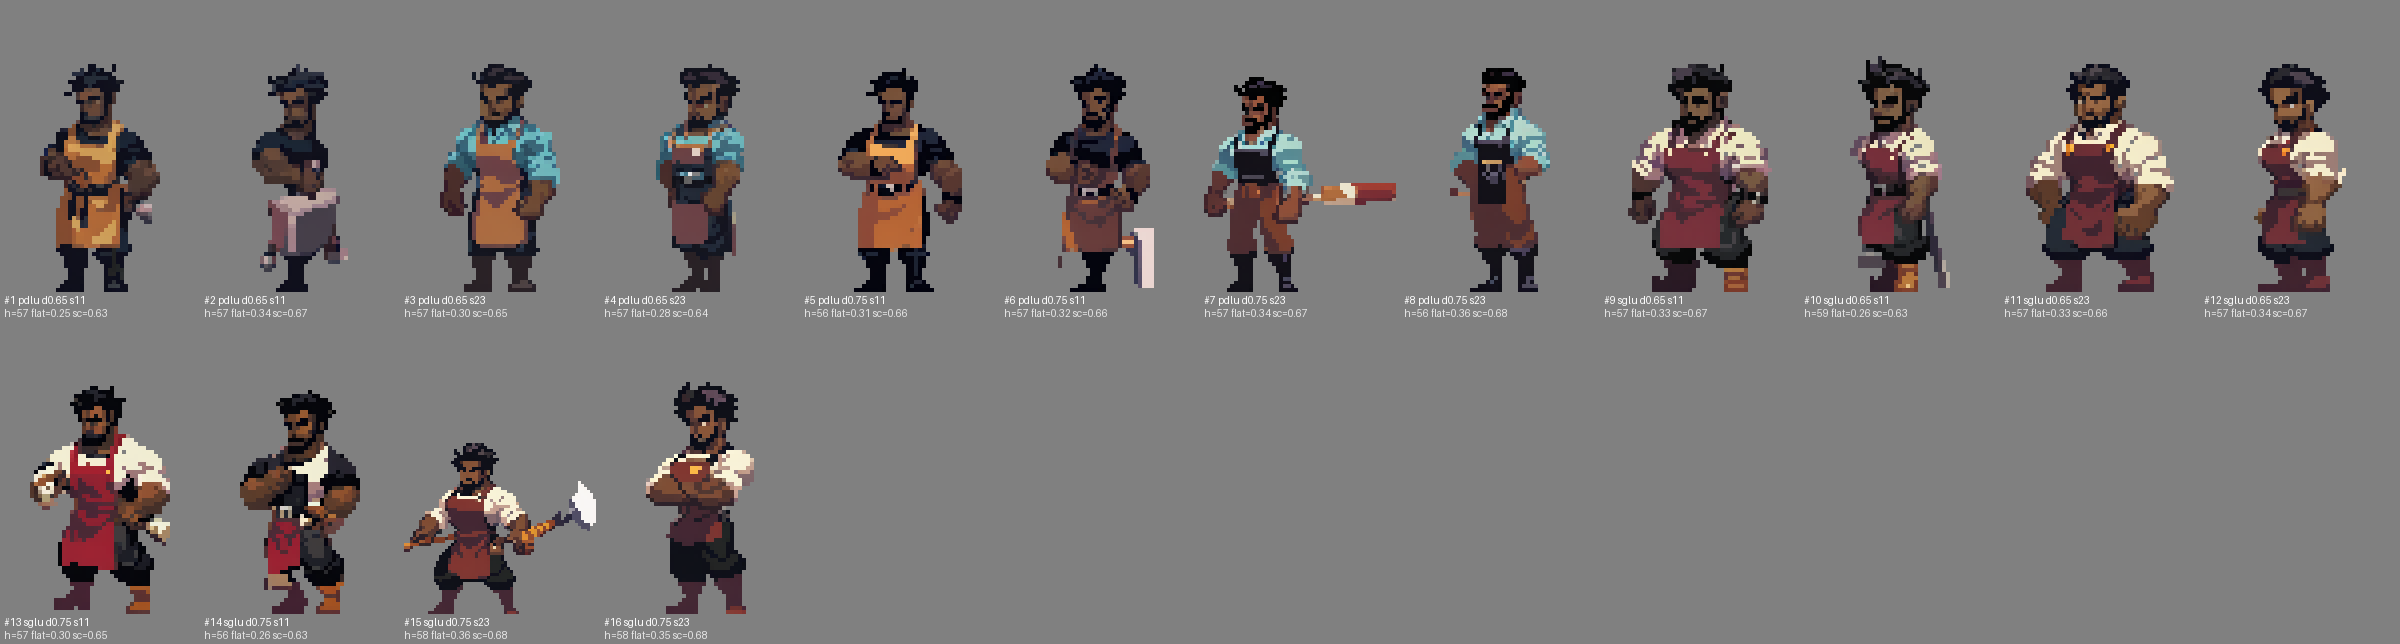 #1 pdlu d0.65 s11
h=57 flat=0.25 sc=0.63
#2 pdlu d0.65 s11
h=57 flat=0.34 sc=0.67
#3 pdlu d0.65 s23
h=57 flat=0.30 sc=0.65
#4 pdlu d0.65 s23
h=57 flat=0.28 sc=0.64
#5 pdlu d0.75 s11
h=56 flat=0.31 sc=0.66
#6 pdlu d0.75 s11
h=57 flat=0.32 sc=0.66
#7 pdlu d0.75 s23
h=57 flat=0.34 sc=0.67
#8 pdlu d0.75 s23
h=56 flat=0.36 sc=0.68
#9 sglu d0.65 s11
h=57 flat=0.33 sc=0.67
#10 sglu d0.65 s11
h=59 flat=0.26 sc=0.63
#11 sglu d0.65 s23
h=57 flat=0.33 sc=0.66
#12 sglu d0.65 s23
h=57 flat=0.34 sc=0.67
#13 sglu d0.75 s11
h=57 flat=0.30 sc=0.65
#14 sglu d0.75 s11
h=56 flat=0.26 sc=0.63
#15 sglu d0.75 s23
h=58 flat=0.36 sc=0.68
#16 sglu d0.75 s23
h=58 flat=0.35 sc=0.68